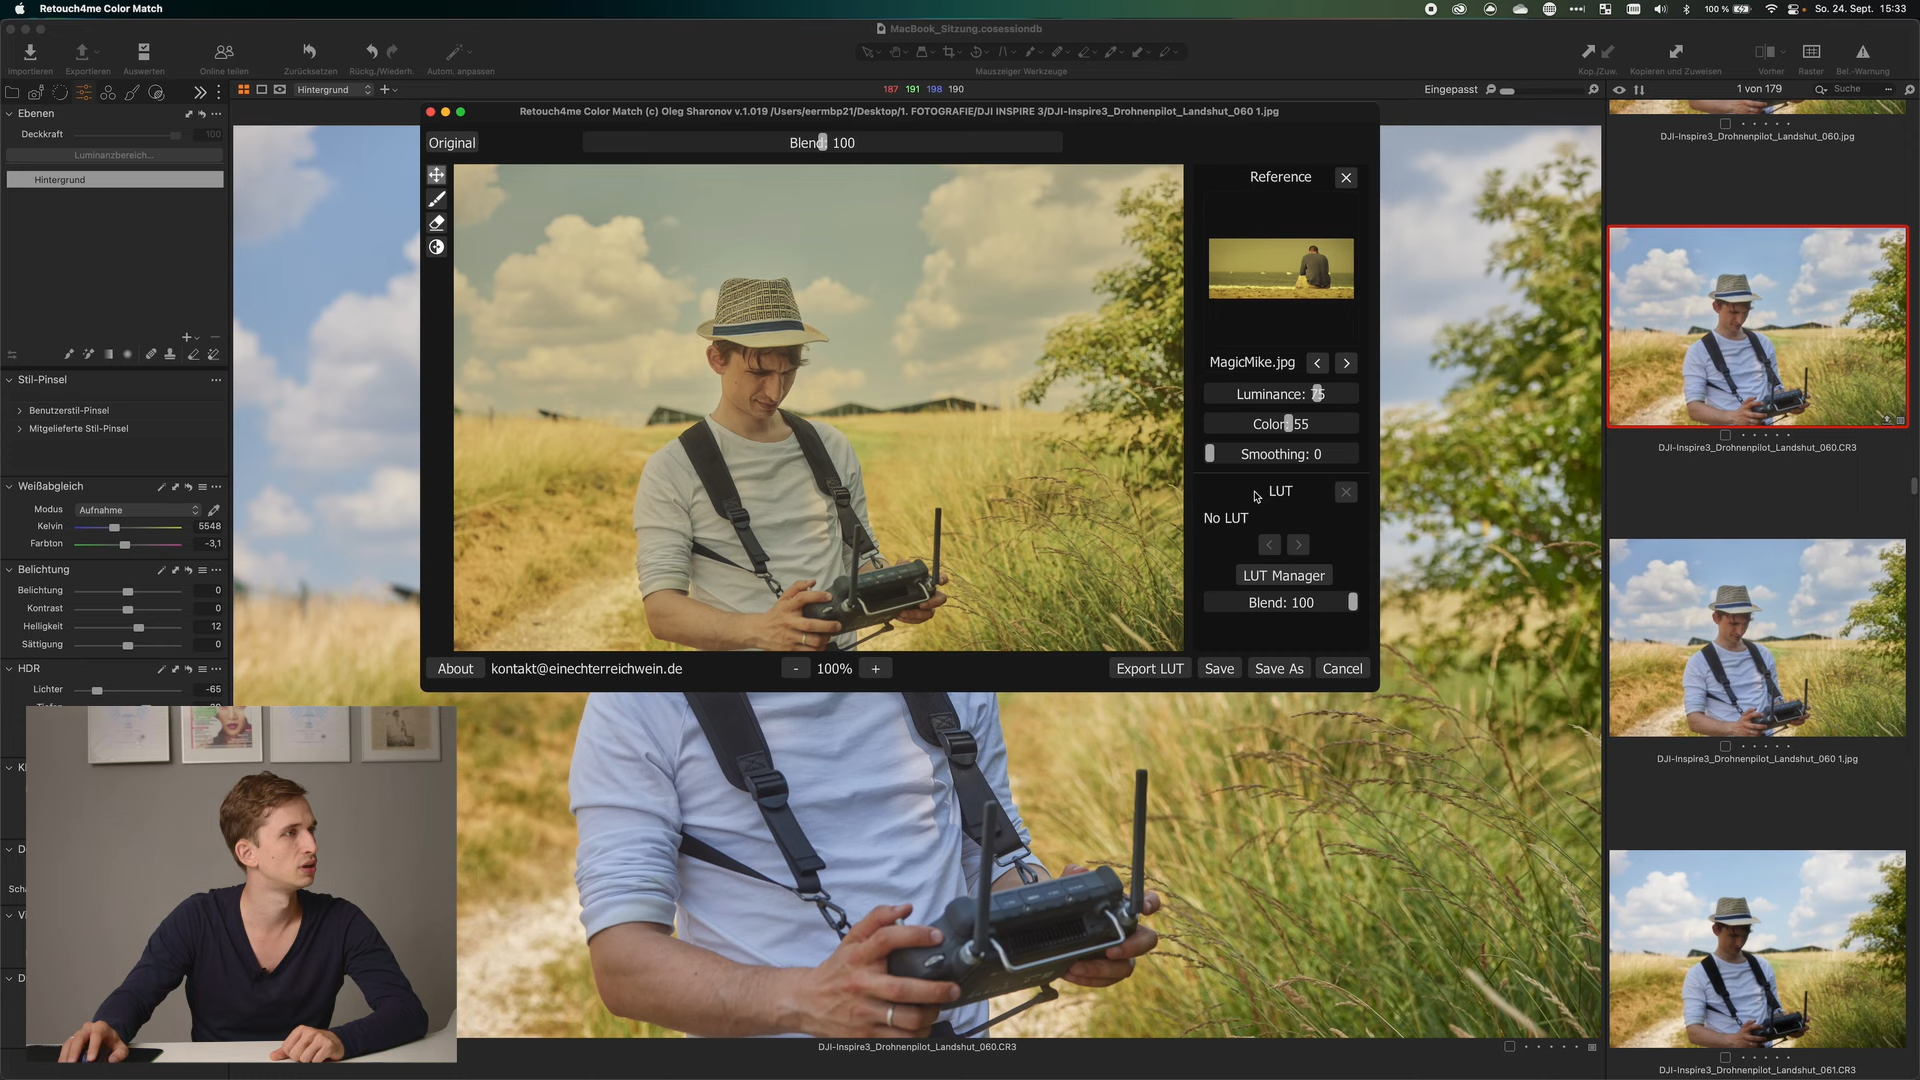 Retouch4me Color Match
100 %
So. 24. Sept. 15:33
MacBook_Sitzung.cosessiondb
Importieren
Exportieren
Auswerten
Online teilen
Zurücksetzen
Rückg./Wiederh.
Autom. anpassen
Mauszeiger Werkzeuge
Kop./Zuw.
Kopieren und Zuweisen
Vorher
Raster
Bel.-Warnung
Hintergrund
187 191 198 190
Eingepasst
1 von 179
Suche
Ebenen
Deckkraft
100
Luminanzbereich...
Hintergrund
Stil-Pinsel
Benutzerstil-Pinsel
Mitgelieferte Stil-Pinsel
Weißabgleich
Modus
Aufnahme
Kelvin
5548
Farbton
-3,1
Belichtung
Belichtung
0
Kontrast
0
Helligkeit
12
Sättigung
0
HDR
Lichter
-65
Retouch4me Color Match (c) Oleg Sharonov v.1.019 /Users/eermbp21/Desktop/1. FOTOGRAFIE/DJI INSPIRE 3/DJI-Inspire3_Drohnenpilot_Landshut_060 1.jpg
Original
Blend: 100
Reference
MagicMike.jpg
Luminance: 75
Color: 55
Smoothing: 0
LUT
No LUT
LUT Manager
Blend: 100
About
kontakt@einechterreichwein.de
-
100%
+
Export LUT
Save
Save As
Cancel
DJI-Inspire3_Drohnenpilot_Landshut_060.CR3
DJI-Inspire3_Drohnenpilot_Landshut_060.jpg
DJI-Inspire3_Drohnenpilot_Landshut_060.CR3
DJI-Inspire3_Drohnenpilot_Landshut_060 1.jpg
DJI-Inspire3_Drohnenpilot_Landshut_061.CR3